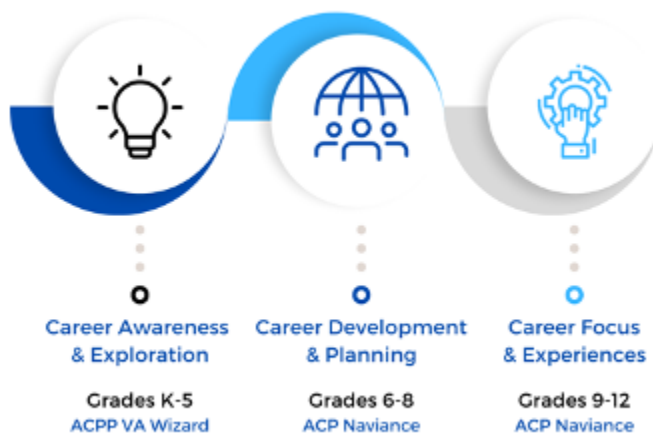 Career Awareness
& Exploration
Grades K-5
ACPP VA Wizard
Career Development
& Planning
Grades 6-8
ACP Naviance
Career Focus
& Experiences
Grades 9-12
ACP Naviance